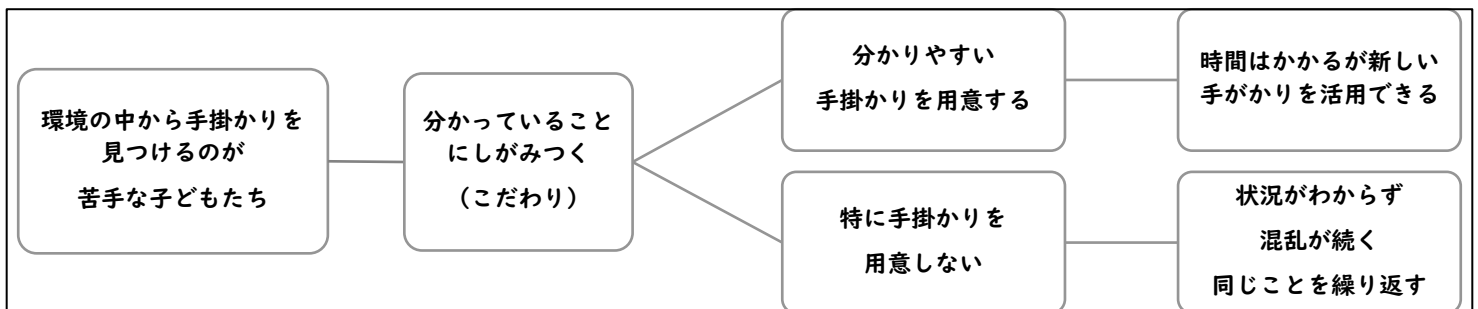 環境の中から手掛かりを
見つけるのが
苦手な子どもたち
分かっていること
にしがみつく
（こだわり）
分かりやすい
手掛かりを用意する
時間はかかるが新しい
手がかりを活用できる
特に手掛かりを
用意しない
状況がわからず
混乱が続く
同じことを繰り返す